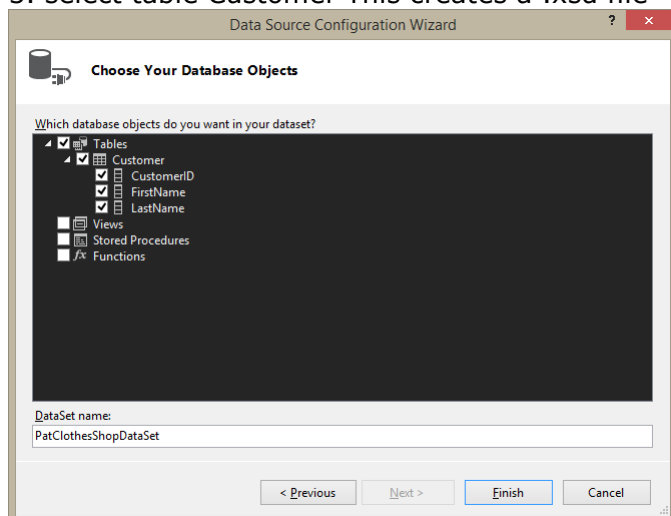 5. select table Customer This creates a .xsd file
Data Source Configuration Wizard
?
×
Choose Your Database Objects
Which database objects do you want in your dataset?
Tables
Customer
CustomerID
FirstName
LastName
Views
Stored Procedures
fx Functions
DataSet name:
PatClothesShopDataSet
< Previous Next > Finish Cancel